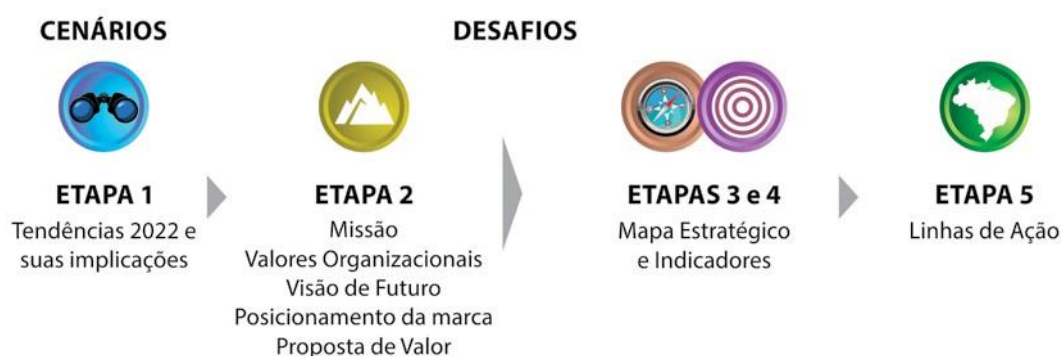 CENÁRIOS
DESAFIOS
ETAPA 1
Tendências 2022 e
suas implicações
ETAPA 2
Missão
Valores Organizacionais
Visão de Futuro
Posicionamento da marca
Proposta de Valor
ETAPAS 3 e 4
Mapa Estratégico
e Indicadores
ETAPA 5
Linhas de Ação